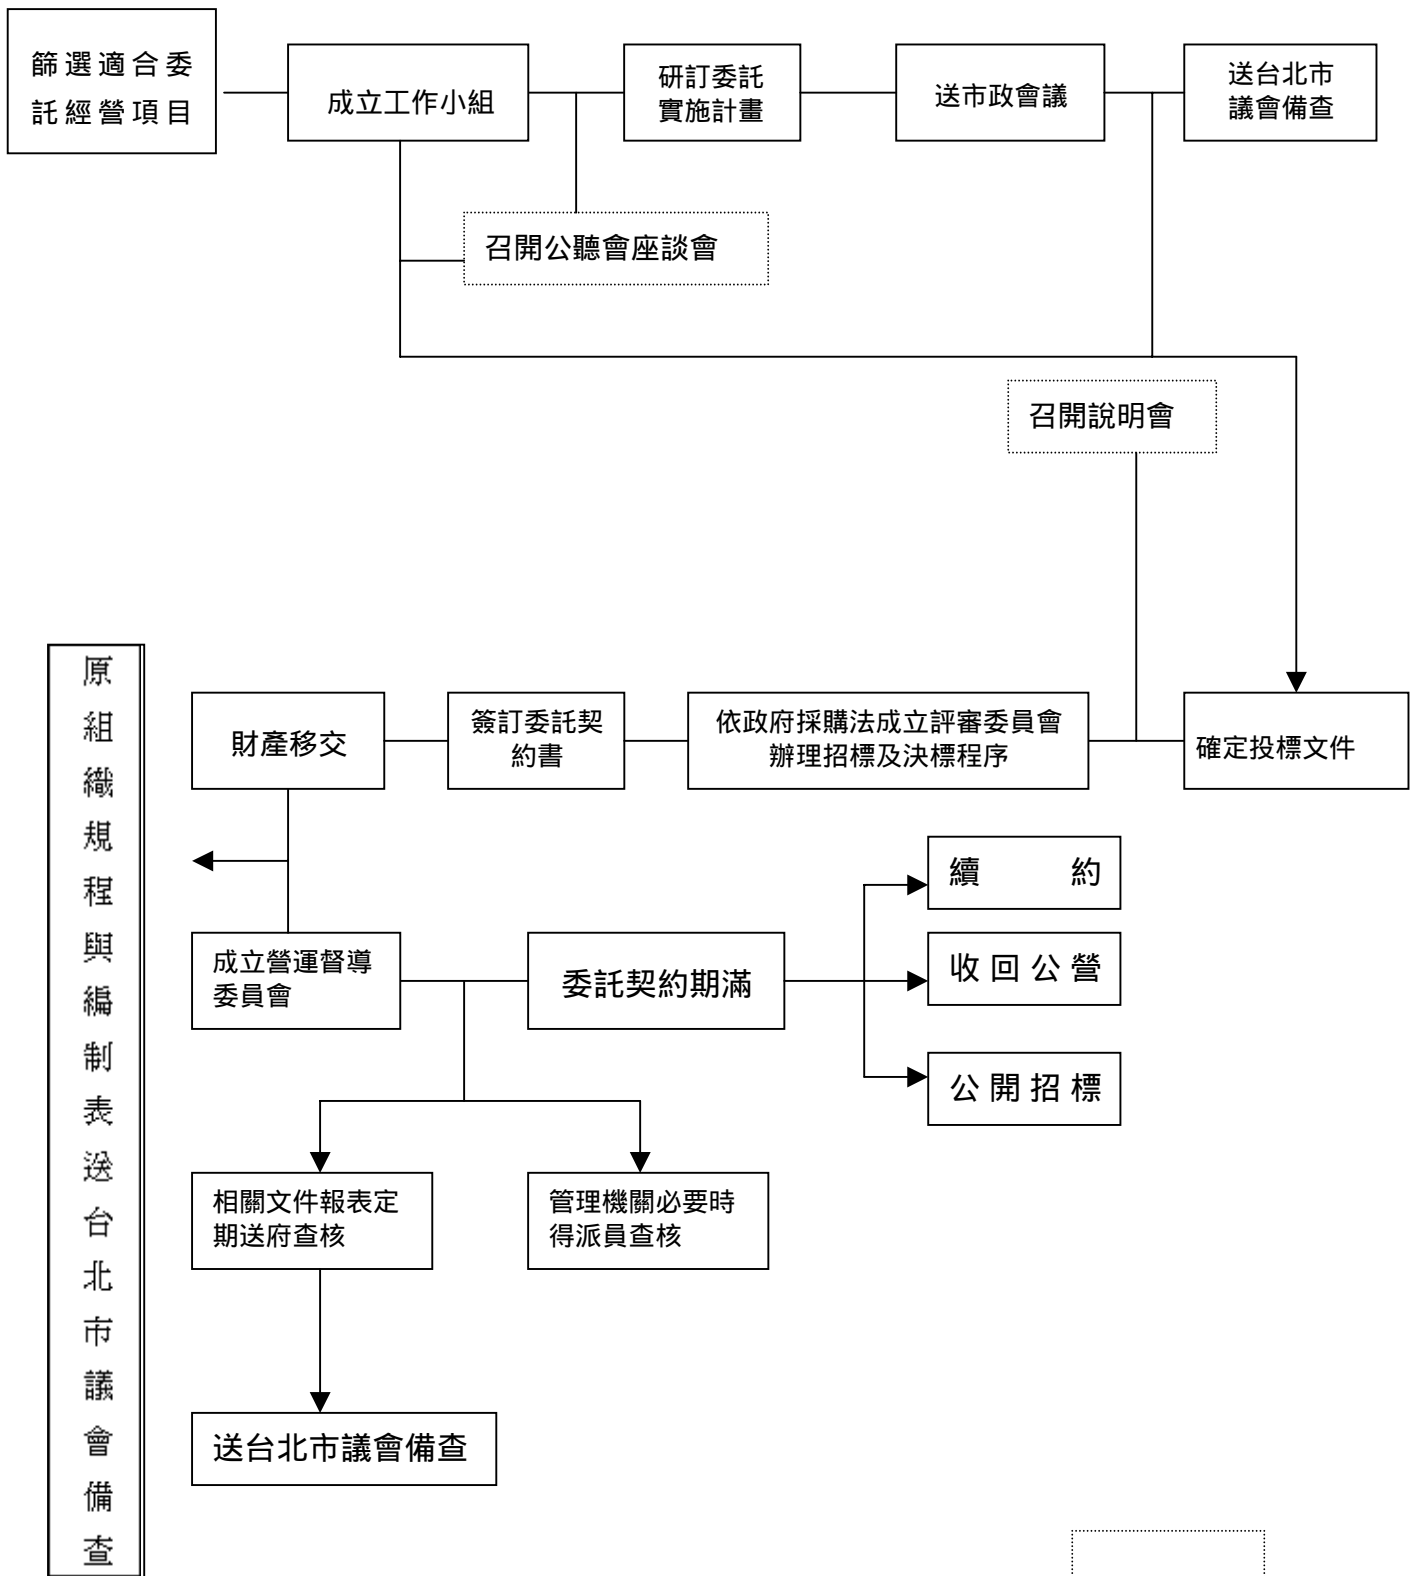 篩選適合委
託經營項目
成立工作小組
研訂委託
實施計畫
送市政會議
送台北市
議會備查
召開公聽會座談會
召開說明會
原組織規程與編制表送台北市議會備查
財產移交
簽訂委託契
約書
依政府採購法成立評審委員會
辦理招標及決標程序
確定投標文件
續 約
成立營運督導
委員會
委託契約期滿
收回公營
公開招標
相關文件報表定
期送府查核
管理機關必要時
得派員查核
送台北市議會備查